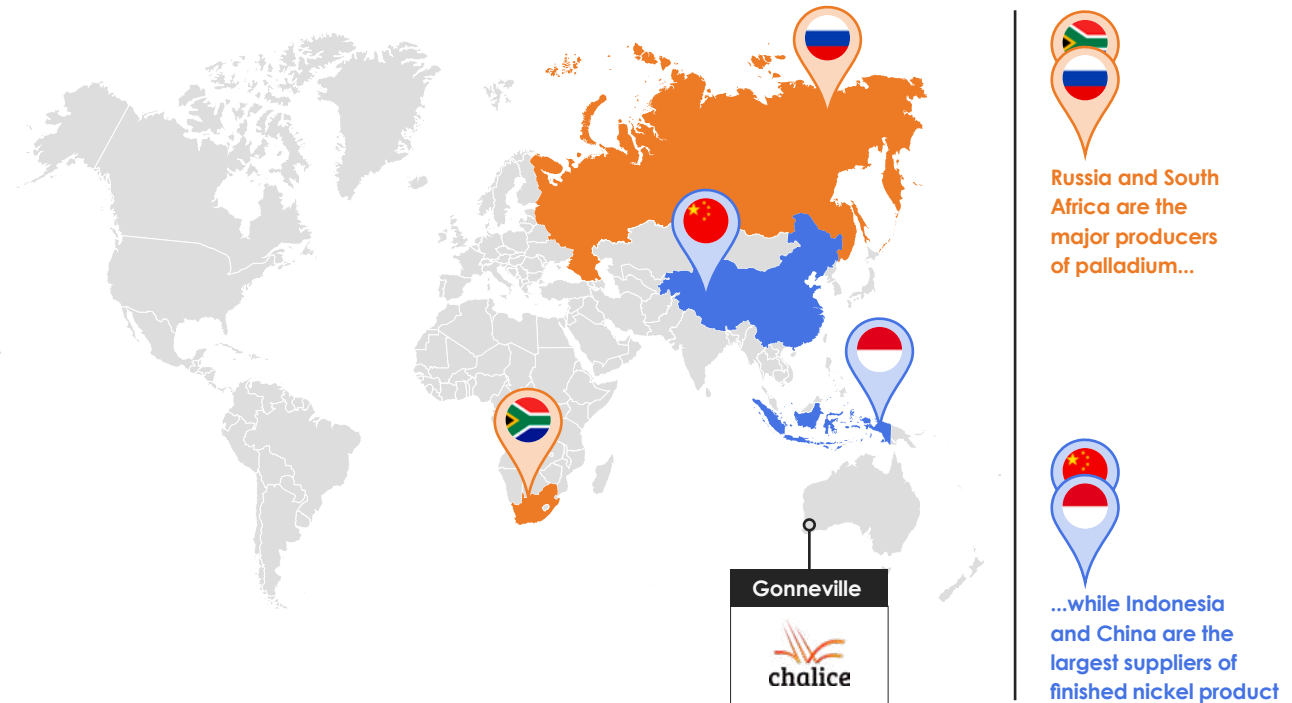 Russia and South
Africa are the
major producers
of palladium...
Gonneville
chalice
...while Indonesia
and China are the
largest suppliers of
finished nickel product